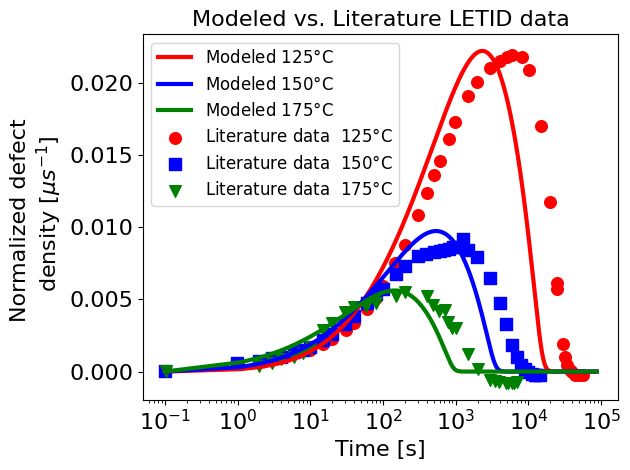 Modeled vs. Literature LETID data
Normalized defect
density [$\mu s^{-1}$]
0.020
0.015
0.010
0.005
0.000
Modeled 125°C
Modeled 150°C
Modeled 175°C
Literature data 125°C
Literature data 150°C
Literature data 175°C
10⁻¹ 10⁰ 10¹ 10² 10³ 10⁴ 10⁵
Time [s]